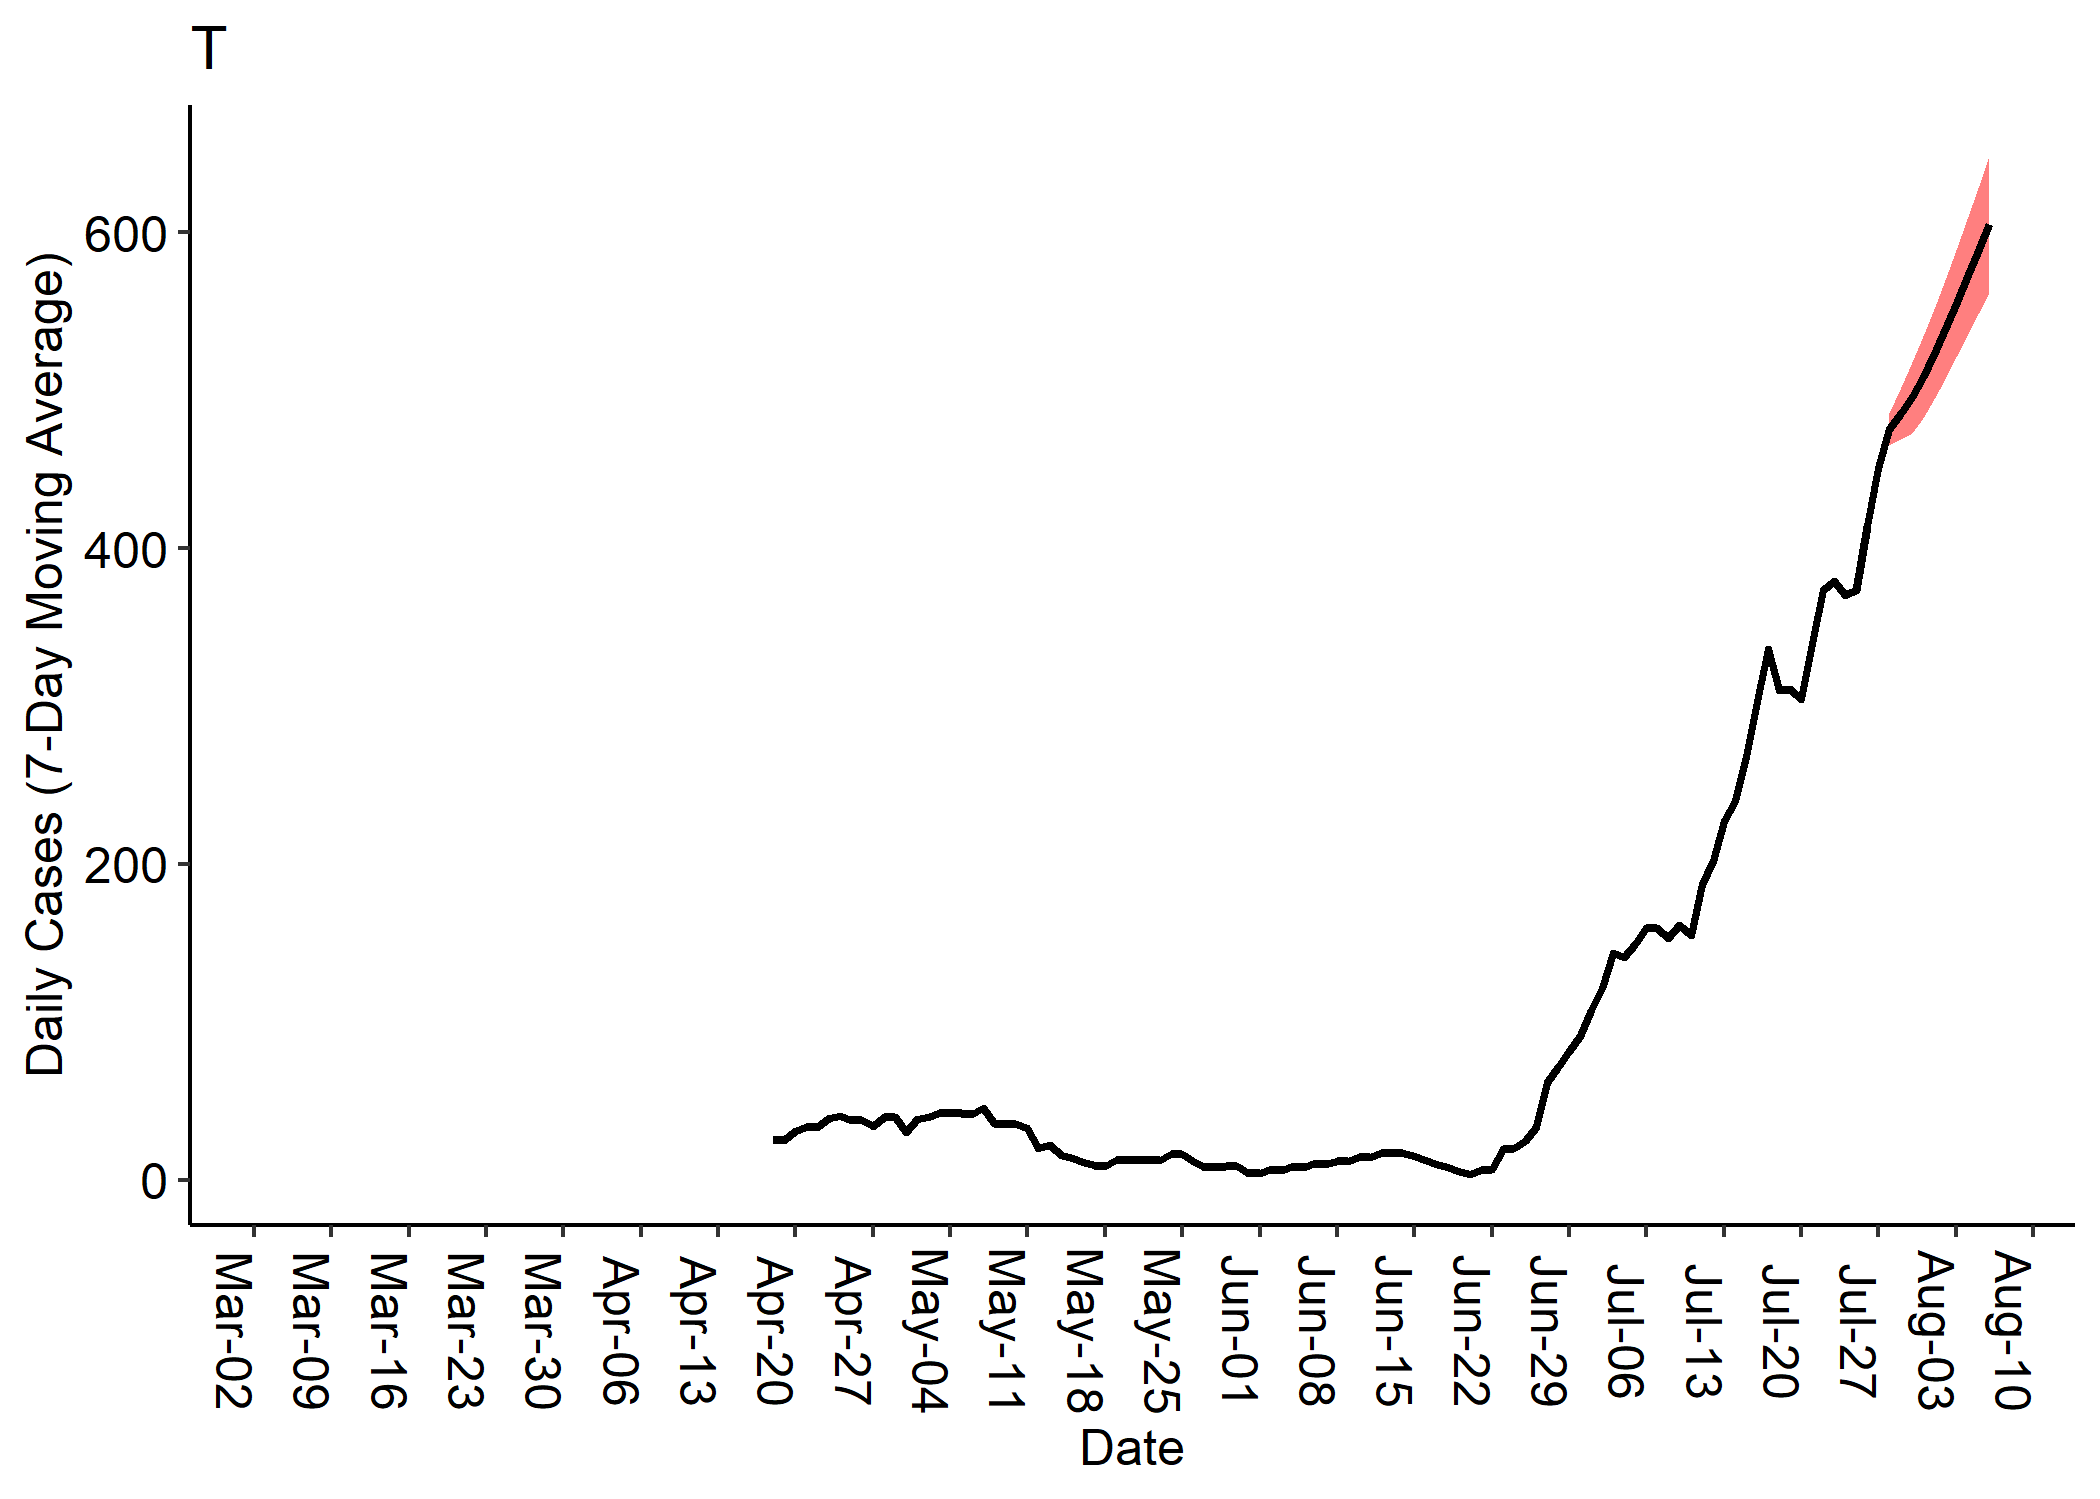 T
Daily Cases (7-Day Moving Average)
600
400
200
0
Mar-02
Mar-09
Mar-16
Mar-23
Mar-30
Apr-06
Apr-13
Apr-20
Apr-27
May-04
May-11
May-18
May-25
Jun-01
Jun-08
Jun-15
Jun-22
Jun-29
Jul-06
Jul-13
Jul-20
Jul-27
Aug-03
Aug-10
Date